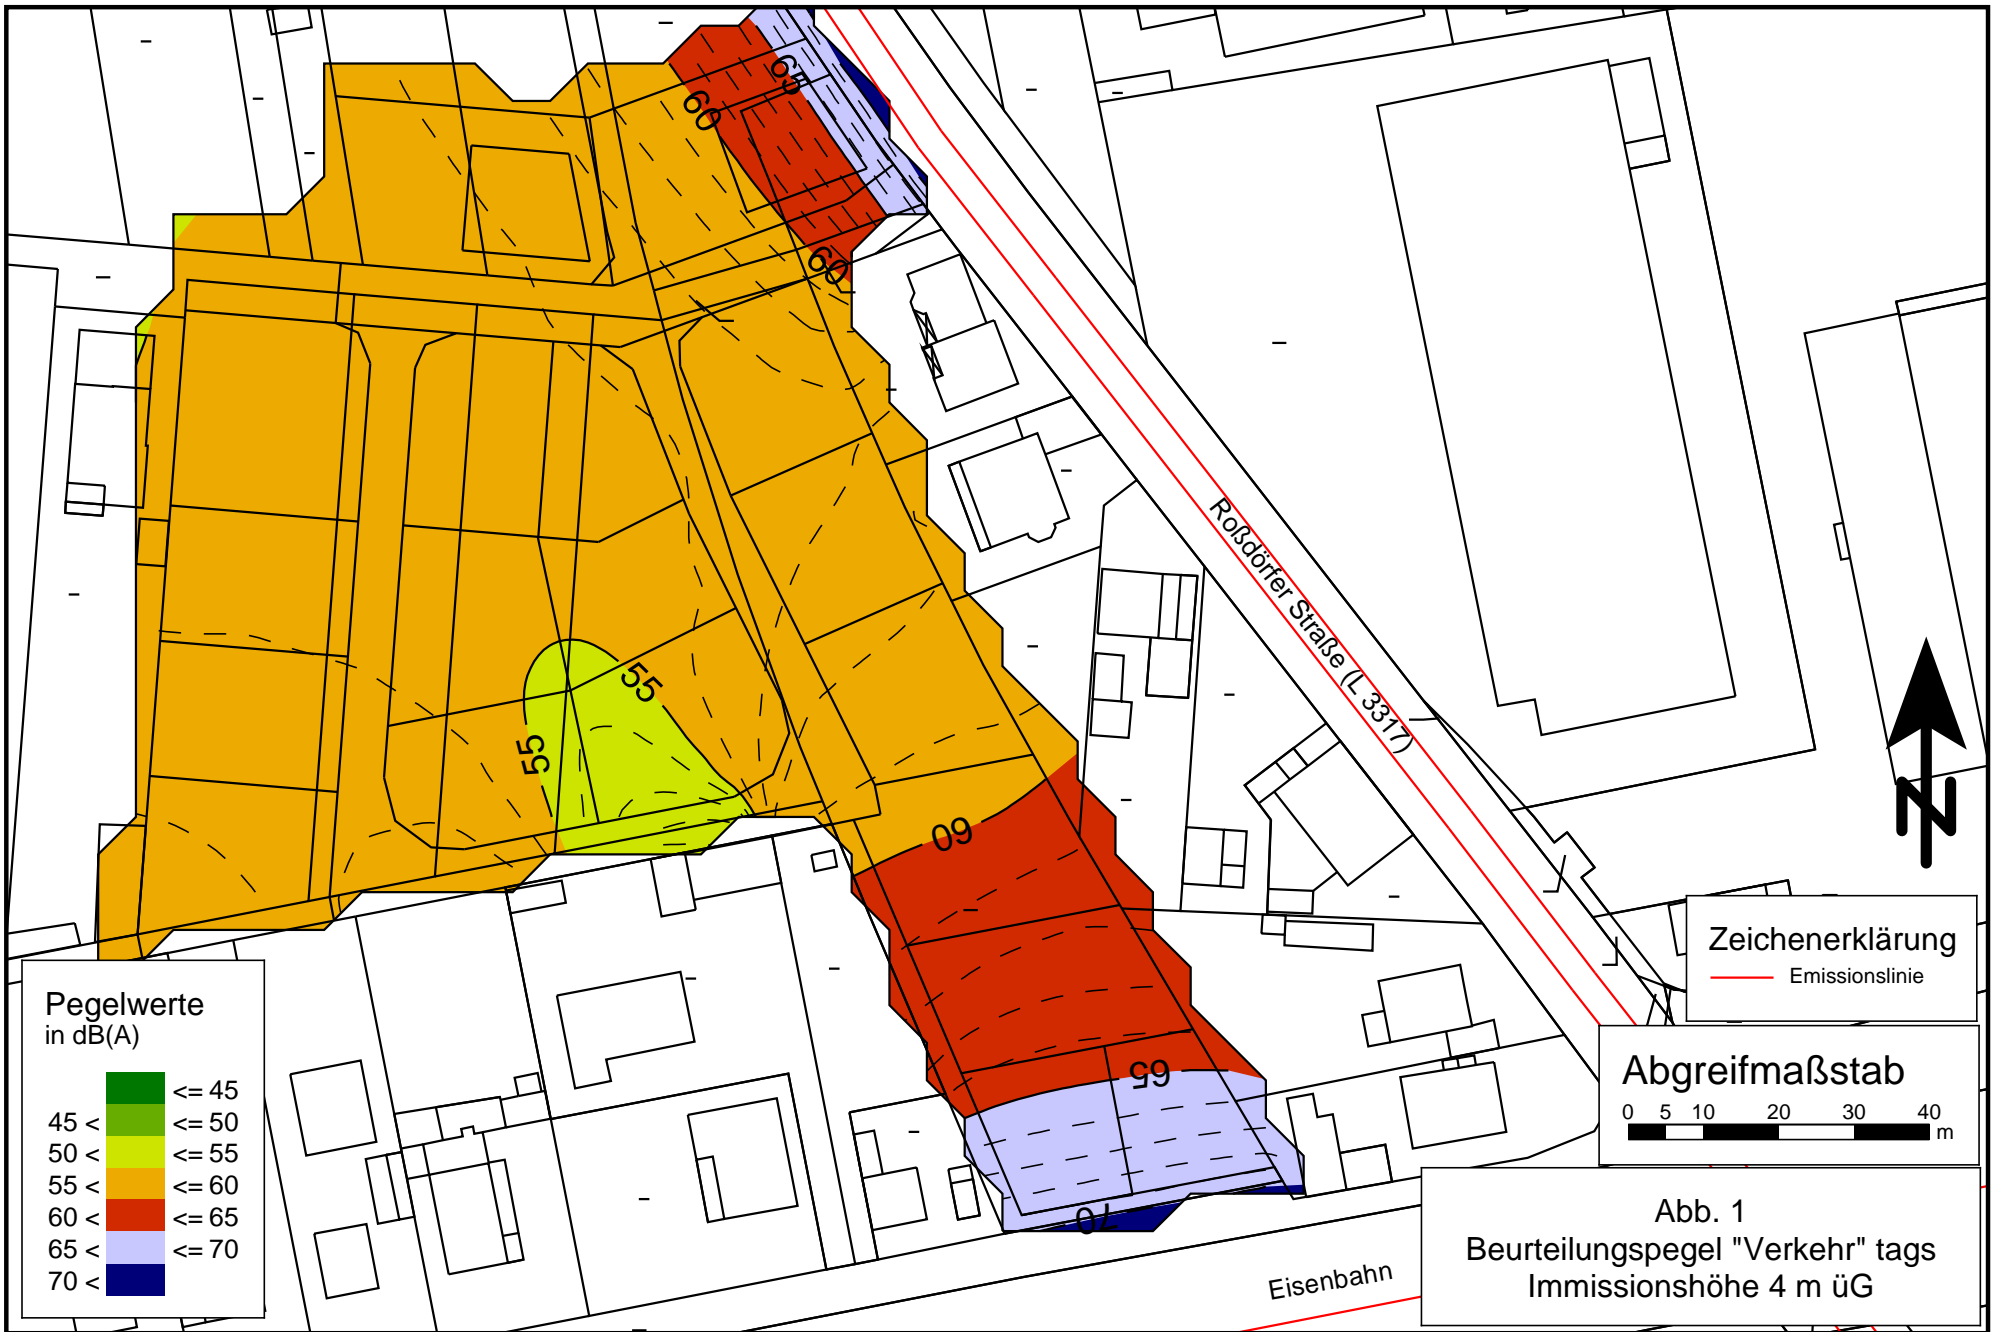 65
60
60
55
55
60
65
70
Roßdörfer Straße (L 3317)
Eisenbahn
N
Zeichenerklärung
Emissionslinie
Abgreifmaßstab
0 5 10 20 30 40
m
Pegelwerte
in dB(A)
<= 45
45 < <= 50
50 < <= 55
55 < <= 60
60 < <= 65
65 < <= 70
70 <
Abb. 1
Beurteilungspegel "Verkehr" tags
Immissionshöhe 4 m üG